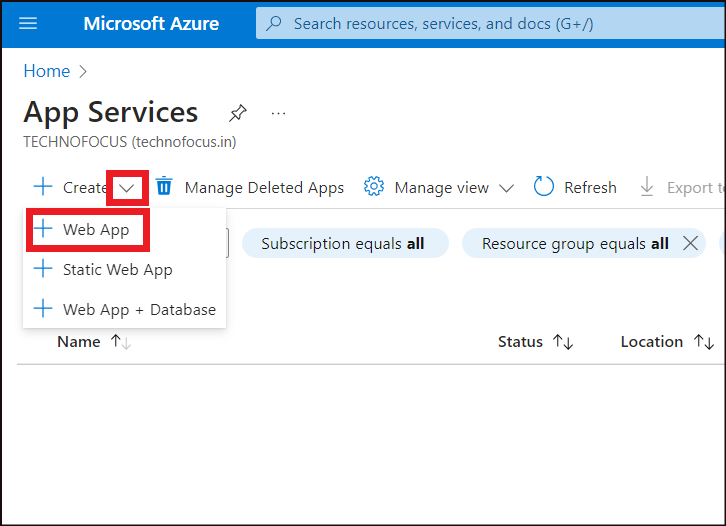 Microsoft Azure
Search resources, services, and docs (G+/)
Home
App Services
TECHNOFOCUS (technofocus.in)
Create
Manage Deleted Apps
Manage view
Refresh
Export
Web App
Subscription equals all
Resource group equals all
Static Web App
Web App + Database
Name
Status
Location